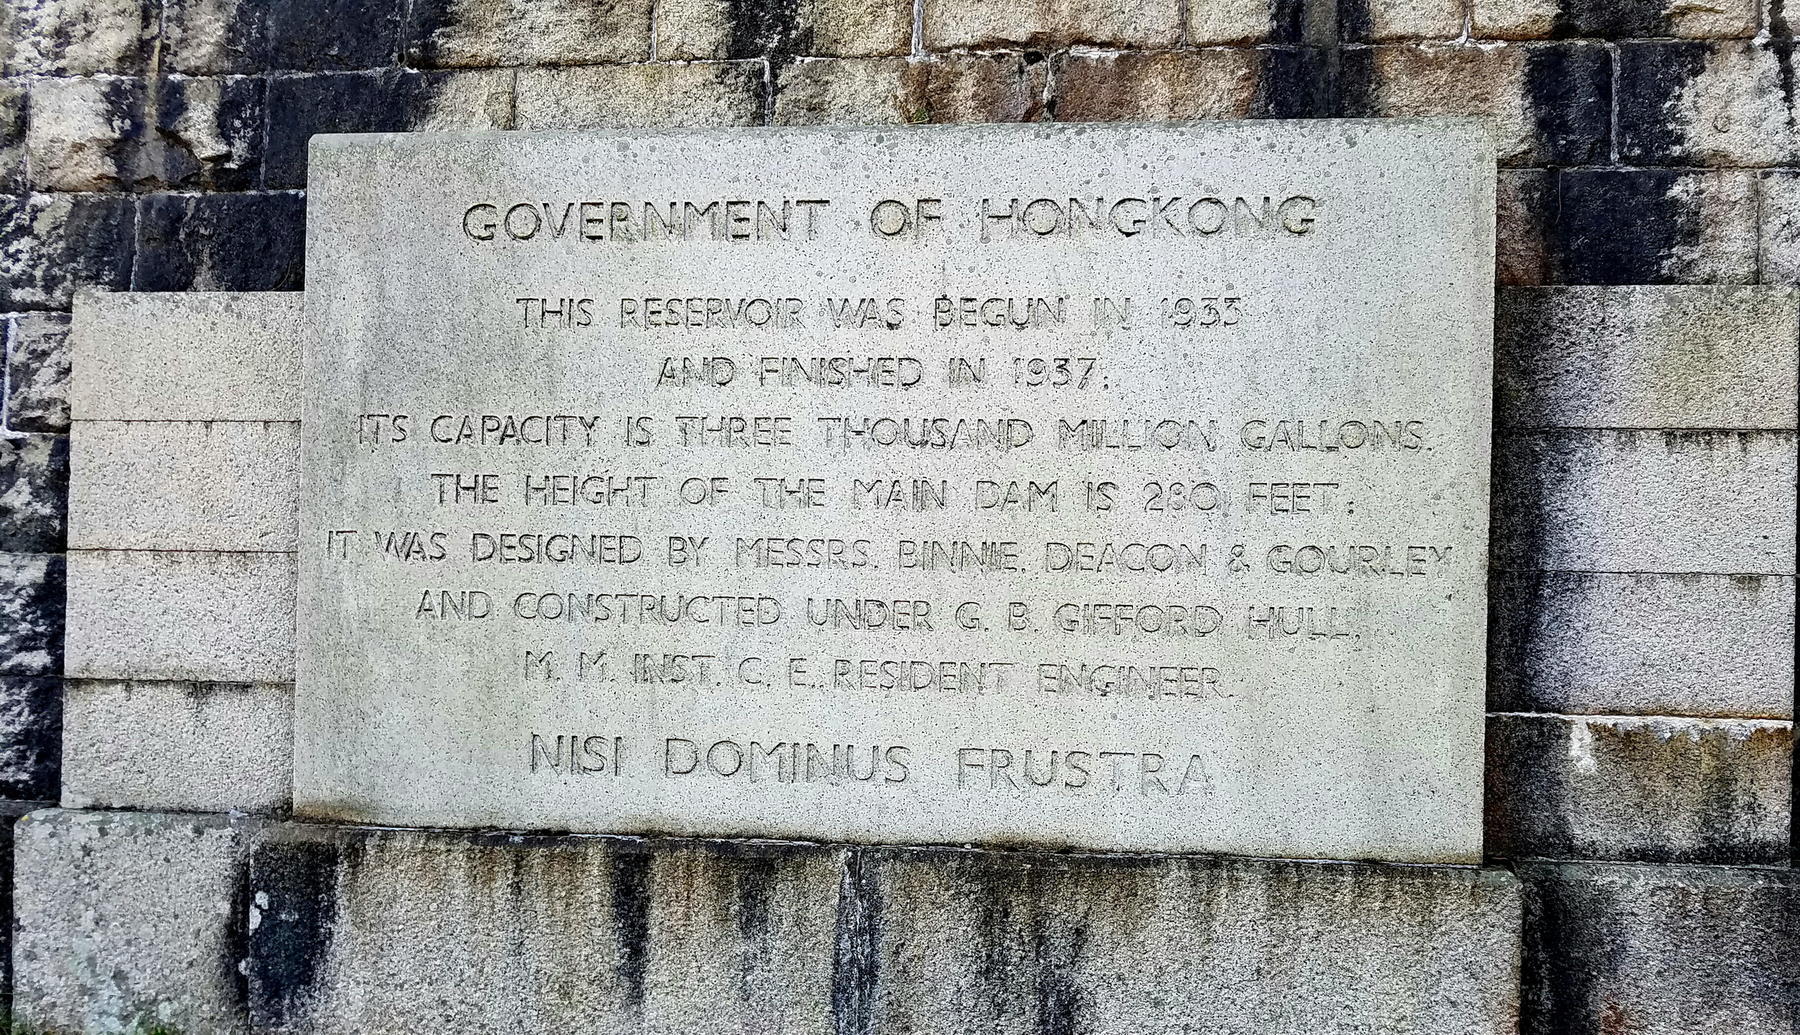 GOVERNMENT OF HONGKONG
THIS RESERVOIR WAS BEGUN IN 1933
AND FINISHED IN 1937.
ITS CAPACITY IS THREE THOUSAND MILLION GALLONS.
THE HEIGHT OF THE MAIN DAM IS 280 FEET.
IT WAS DESIGNED BY MESSRS. BINNIE, DEACON & GOURLEY
AND CONSTRUCTED UNDER G. B. GIFFORD HULL,
M. M. INST. C. E. RESIDENT ENGINEER.
NISI DOMINUS FRUSTRA